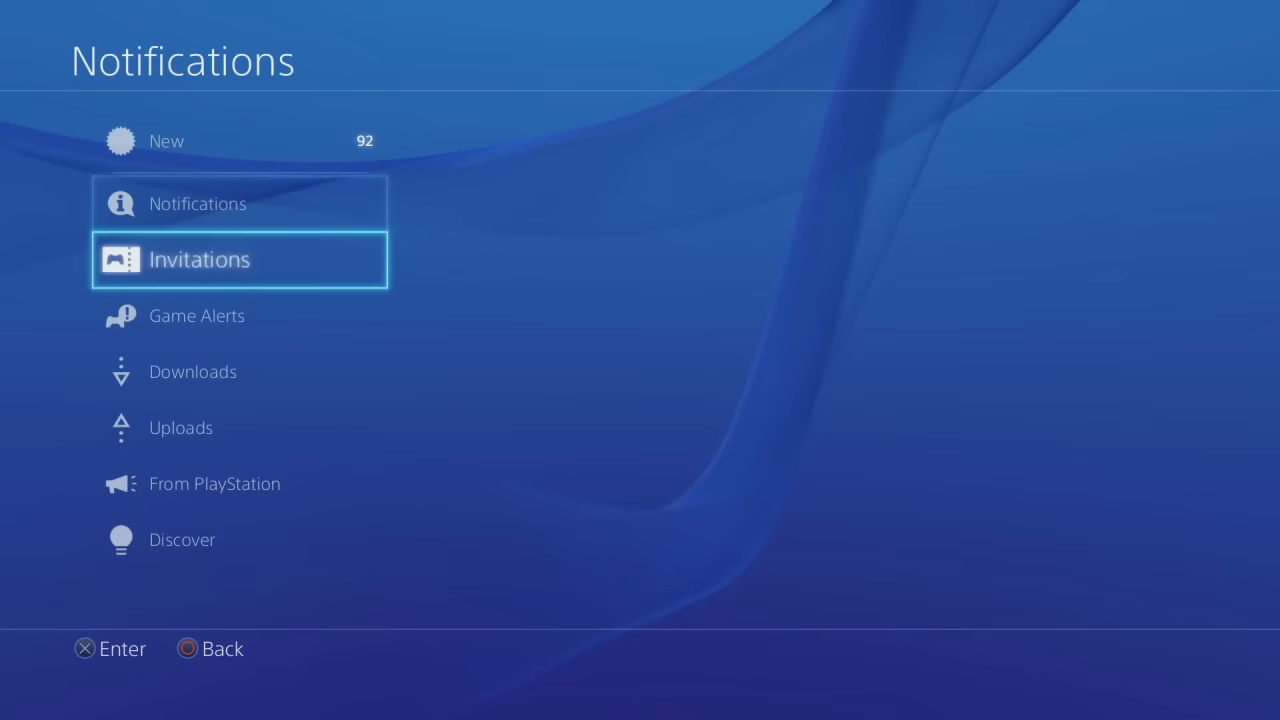 Notifications
New 92
Notifications
Invitations
Game Alerts
Downloads
Uploads
From PlayStation
Discover
Enter Back